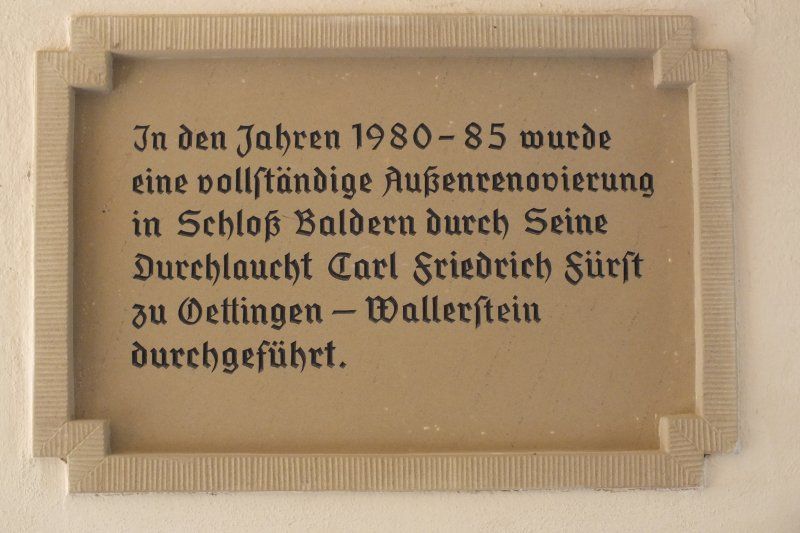 In den Jahren 1980 – 85 wurde
eine vollſtändige Außenrenovierung
in Schloß Baldern durch Seine
Durchlaucht Carl Friedrich Fürſt
zu Oettingen – Wallerſtein
durchgeführt.